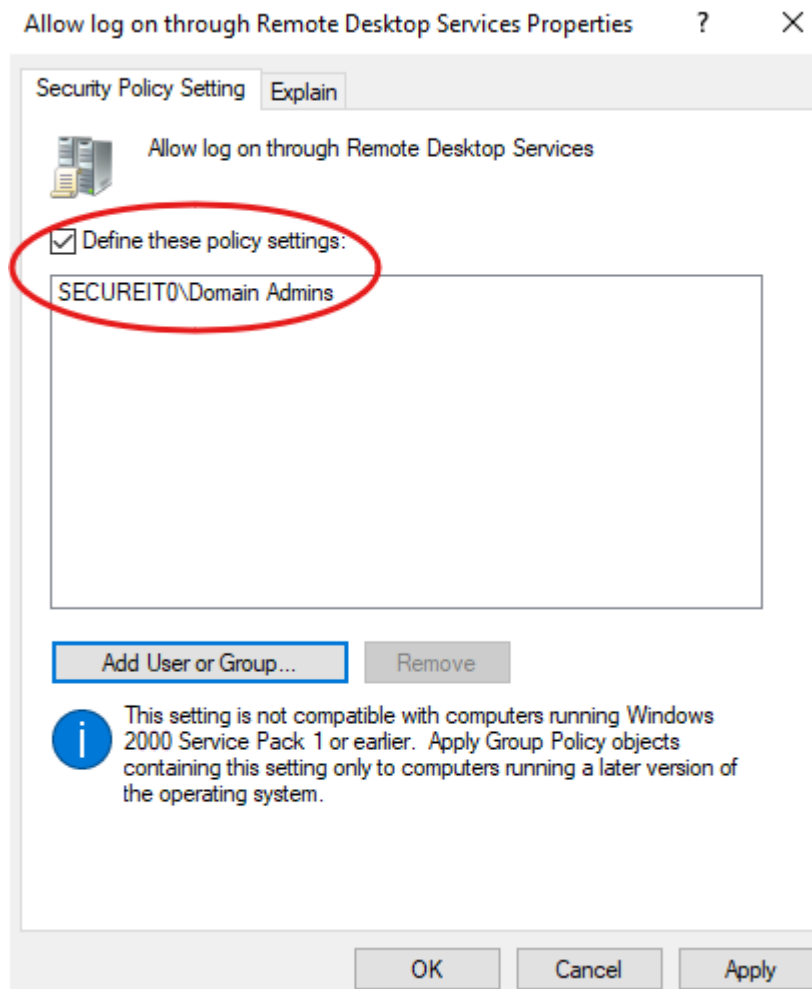 Allow log on through Remote Desktop Services Properties ? ×
Security Policy Setting Explain
Allow log on through Remote Desktop Services
Define these policy settings:
SECUREIT0\Domain Admins
Add User or Group... Remove
This setting is not compatible with computers running Windows
2000 Service Pack 1 or earlier. Apply Group Policy objects
containing this setting only to computers running a later version of
the operating system.
OK Cancel Apply